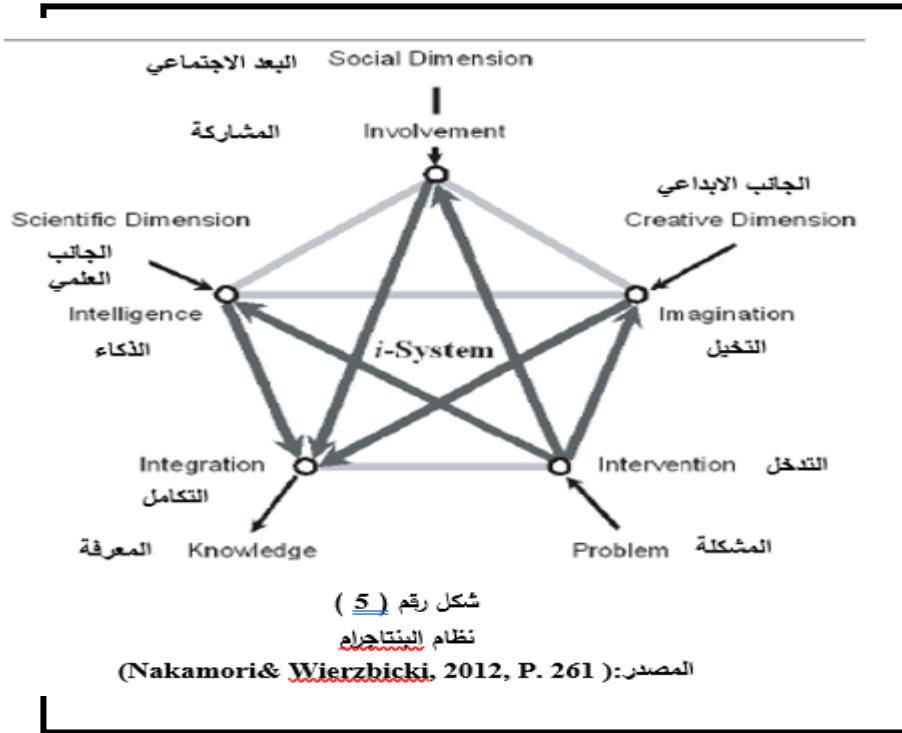 البعد الاجتماعي Social Dimension
المشاركة Involvement
الجانب الابداعي
Scientific Dimension Creative Dimension
الجانب
العلمي
Intelligence Imagination
الذكاء التخيل
i-System
Integration Intervention التدخل
التكامل
المعرفة Knowledge Problem المشكلة
شكل رقم ( 5 )
نظام البنتاجرام
المصدر:( Nakamori& Wierzbicki, 2012, P. 261)